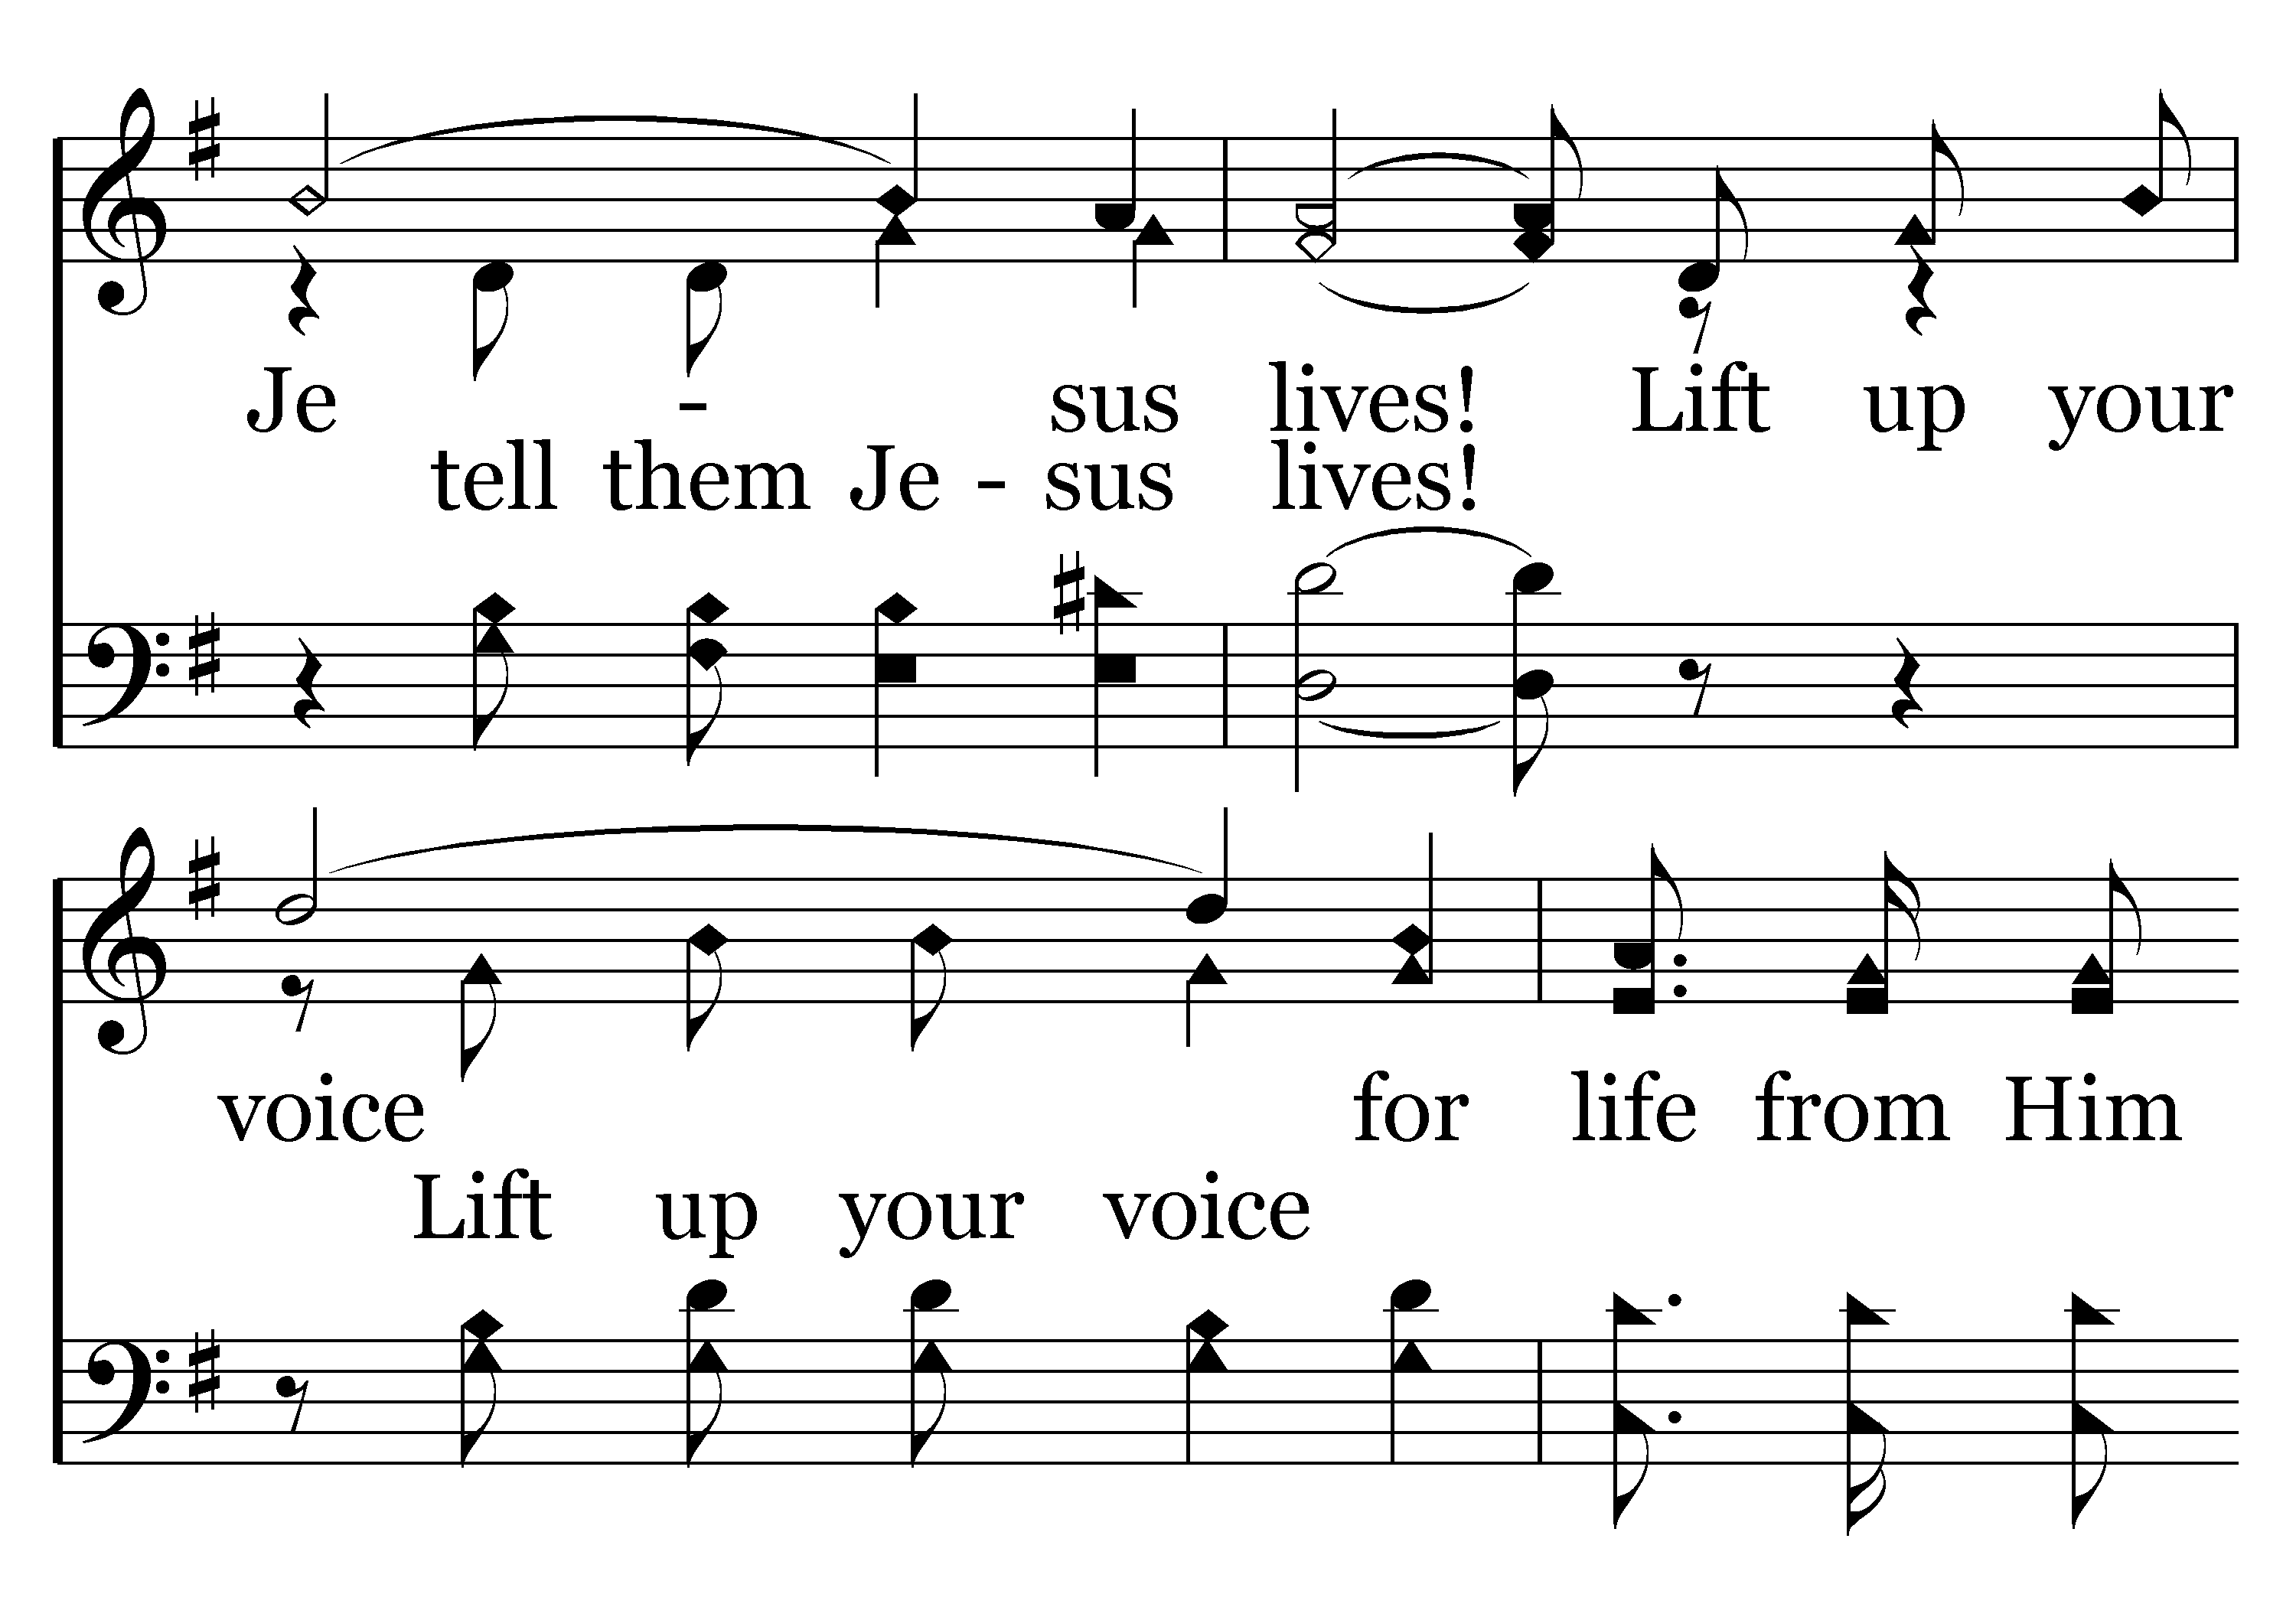 Je - sus lives! Lift up your
tell them Je - sus lives!
voice for life from Him
Lift up your voice